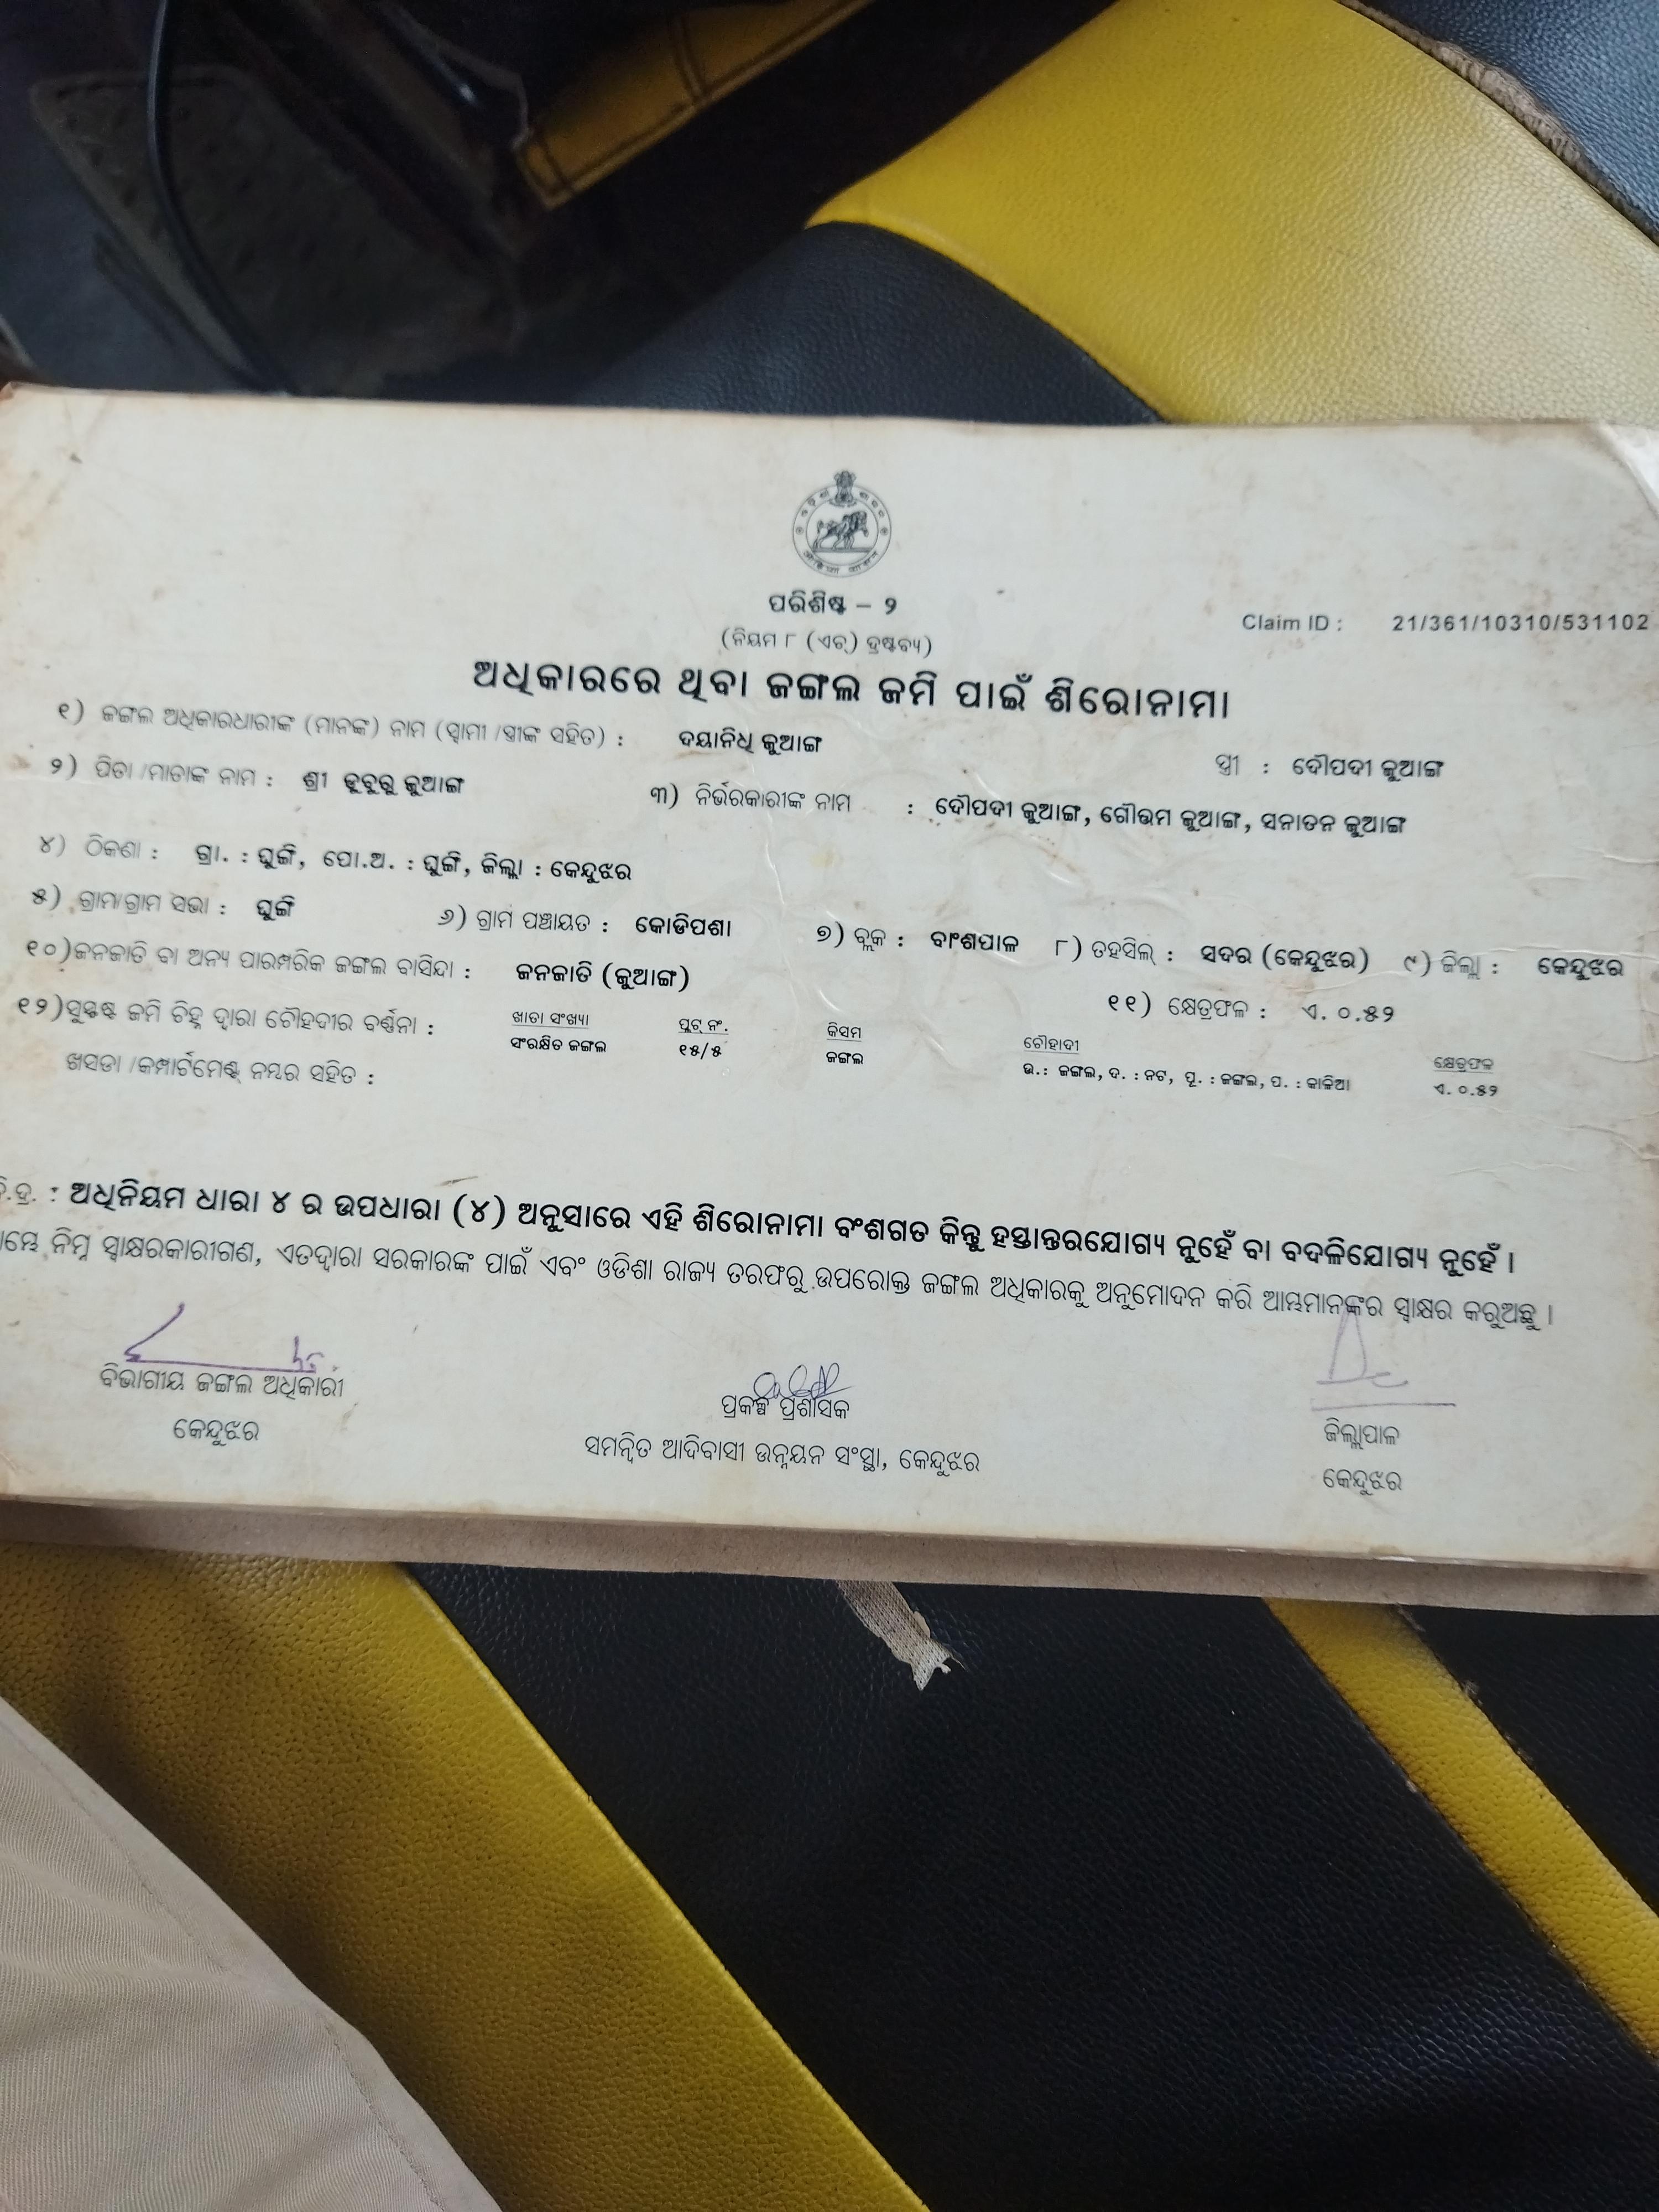 ପରିଶିଷ୍ଟ – ୨
(ନିୟମ ୮ (ଏଚ୍) ଦ୍ରଷ୍ଟବ୍ୟ)
Claim ID : 21/361/10310/531102
ଅଧିକାରରେ ଥିବା ଜଙ୍ଗଲ ଜମି ପାଇଁ ଶିରୋନାମା
୧) ଜଙ୍ଗଲ ଅଧିକାରଧାରୀଙ୍କ (ମାନଙ୍କ) ନାମ (ସ୍ୱାମୀ /ସ୍ତ୍ରୀଙ୍କ ସହିତ) : ଦୟାନିଧି ଜୁଆଙ୍ଗ ସ୍ତ୍ରୀ : ଦୌପଦୀ ଜୁଆଙ୍ଗ
୨) ପିତା /ମାତାଙ୍କ ନାମ : ଶ୍ରୀ ବୁଦୁରୁ ଜୁଆଙ୍ଗ ୩) ନିର୍ଭରକାରୀଙ୍କ ନାମ : ଦୌପଦୀ ଜୁଆଙ୍ଗ, ଗୌତମ ଜୁଆଙ୍ଗ, ସନାତନ ଜୁଆଙ୍ଗ
୪) ଠିକଣା : ଗ୍ରା. : ଘୁଙ୍ଗି, ପୋ.ଅ. : ଘୁଙ୍ଗି, ଜିଲ୍ଲା : କେନ୍ଦୁଝର
୫) ଗ୍ରାମ/ଗ୍ରାମ ସଭା : ଘୁଙ୍ଗି ୬) ଗ୍ରାମ ପଞ୍ଚାୟତ : କୋଡିପଶା ୭) ବ୍ଲକ : ବାଂଶପାଳ ୮) ତହସିଲ୍ : ସଦର (କେନ୍ଦୁଝର) ୯) ଜିଲ୍ଲା : କେନ୍ଦୁଝର
୧୦)ଜନଜାତି ବା ଅନ୍ୟ ପାରମ୍ପରିକ ଜଙ୍ଗଲ ବାସିନ୍ଦା : ଜନଜାତି (ଜୁଆଙ୍ଗ) ୧୧) କ୍ଷେତ୍ରଫଳ : ଏ. ୦.୫୨
୧୨)ସୁସ୍ପଷ୍ଟ ଜମି ଚିହ୍ନ ଦ୍ୱାରା ଚୌହଦୀର ବର୍ଣ୍ଣନା : ଖାତା ସଂଖ୍ୟା ପ୍ଲଟ୍ ନଂ. କିସମ ଚୌହାଦୀ କ୍ଷେତ୍ରଫଳ
ଖସଡା /କମ୍ପାର୍ଟମେଣ୍ଟ୍ ନମ୍ବର ସହିତ : ସଂରକ୍ଷିତ ଜଙ୍ଗଲ ୧୫/୫ ଜଙ୍ଗଲ ଉ.: ଜଙ୍ଗଲ, ଦ. : ନଟ, ପୂ. : ଜଙ୍ଗଲ, ପ. : କାଳିଆ ଏ. ୦.୫୨
ବି.ଦ୍ର. : ଅଧିନିୟମ ଧାରା ୪ ର ଉପଧାରା (୪) ଅନୁସାରେ ଏହି ଶିରୋନାମା ବଂଶଗତ କିନ୍ତୁ ହସ୍ତାନ୍ତରଯୋଗ୍ୟ ନୁହେଁ ବା ବଦଳିଯୋଗ୍ୟ ନୁହେଁ ।
ଆମ୍ଭେ ନିମ୍ନ ସ୍ୱାକ୍ଷରକାରୀଗଣ, ଏତଦ୍ୱାରା ସରକାରଙ୍କ ପାଇଁ ଏବଂ ଓଡିଶା ରାଜ୍ୟ ତରଫରୁ ଉପରୋକ୍ତ ଜଙ୍ଗଲ ଅଧିକାରକୁ ଅନୁମୋଦନ କରି ଆମ୍ଭମାନଙ୍କର ସ୍ୱାକ୍ଷର କରୁଅଛୁ ।
ବିଭାଗୀୟ ଜଙ୍ଗଲ ଅଧିକାରୀ
କେନ୍ଦୁଝର
ପ୍ରକଳ୍ପ ପ୍ରଶାସକ
ସମନ୍ୱିତ ଆଦିବାସୀ ଉନ୍ନୟନ ସଂସ୍ଥା, କେନ୍ଦୁଝର
ଜିଲ୍ଲାପାଳ
କେନ୍ଦୁଝର